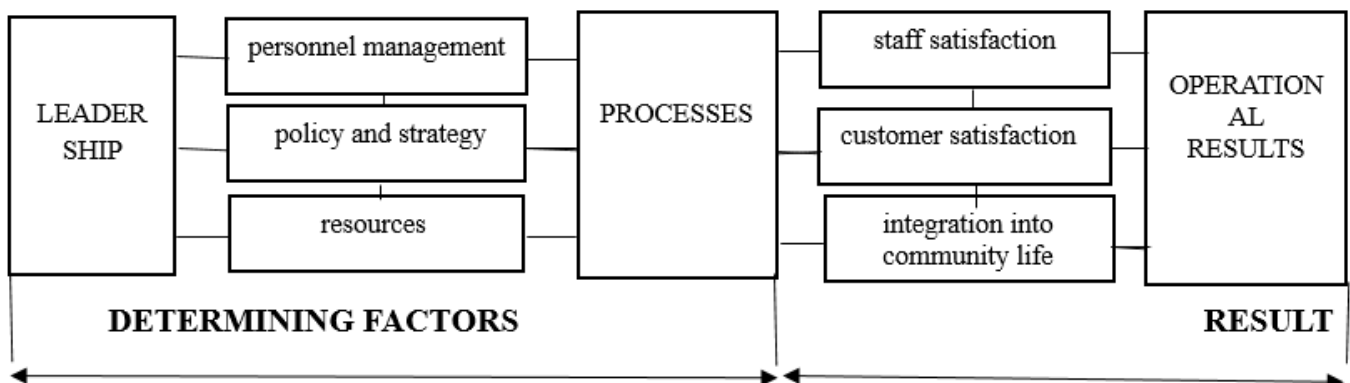 LEADER
SHIP
personnel management
policy and strategy
resources
PROCESSES
staff satisfaction
customer satisfaction
integration into
community life
OPERATION
AL
RESULTS
DETERMINING FACTORS
RESULT